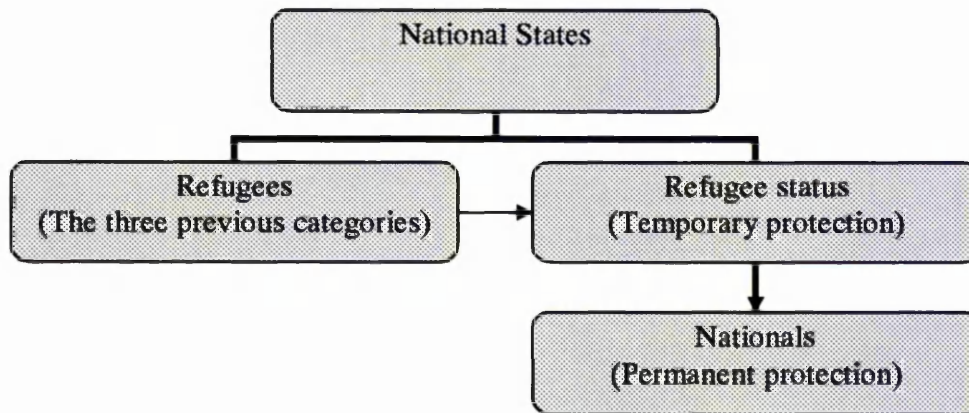 National States
Refugees
(The three previous categories)
Refugee status
(Temporary protection)
Nationals
(Permanent protection)